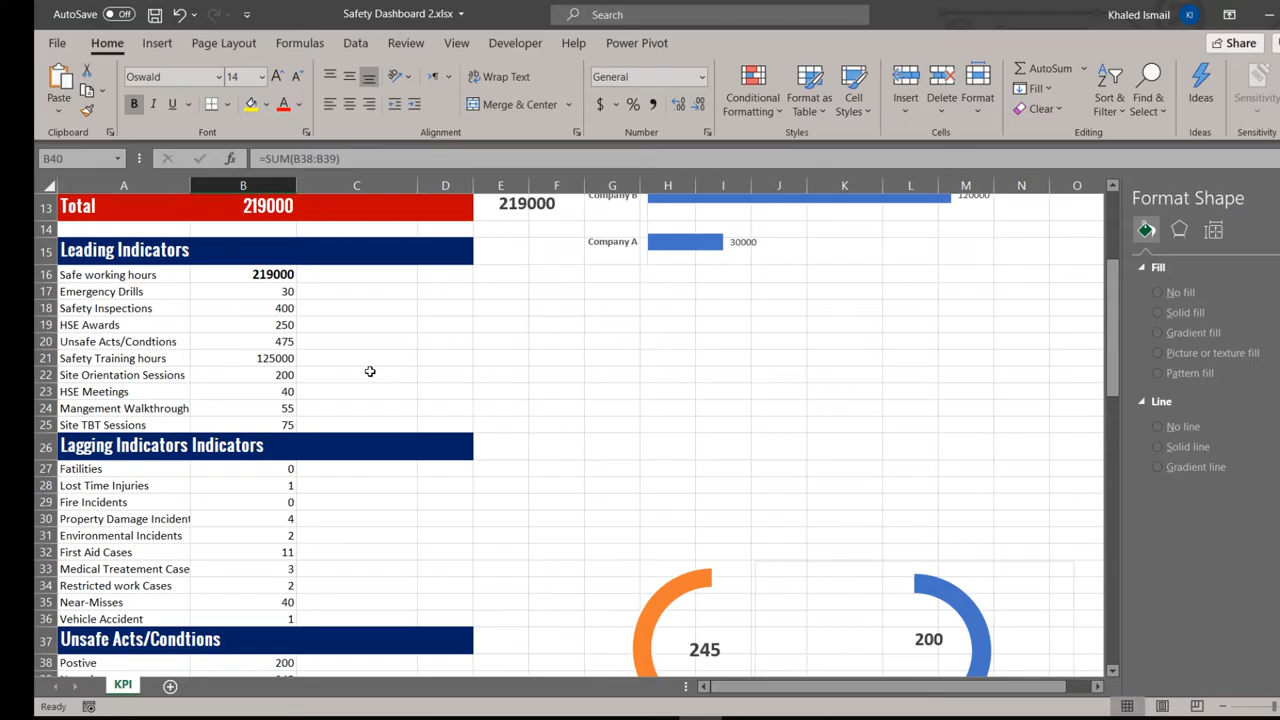 AutoSave Off Safety Dashboard 2.xlsx Search Khaled Ismail KI
File Home Insert Page Layout Formulas Data Review View Developer Help Power Pivot Share
Paste Oswald 14 A A Wrap Text General AutoSum
B I U A Merge & Center $ % Conditional Formatting Format as Table Cell Styles Insert Delete Format Fill Clear Sort & Filter Find & Select Ideas Sensitivity
Clipboard Font Alignment Number Styles Cells Editing Ideas Sensitivity
B40 fx =SUM(B38:B39)
A B C D E F G H I J K L M N O
13 Total 219000 219000 Company B 120000
14
15 Leading Indicators Company A 30000
16 Safe working hours 219000
17 Emergency Drills 30
18 Safety Inspections 400
19 HSE Awards 250
20 Unsafe Acts/Condtions 475
21 Safety Training hours 125000
22 Site Orientation Sessions 200
23 HSE Meetings 40
24 Mangement Walkthrough 55
25 Site TBT Sessions 75
26 Lagging Indicators Indicators
27 Fatilities 0
28 Lost Time Injuries 1
29 Fire Incidents 0
30 Property Damage Incident 4
31 Environmental Incidents 2
32 First Aid Cases 11
33 Medical Treatement Case 3
34 Restricted work Cases 2
35 Near-Misses 40
36 Vehicle Accident 1
37 Unsafe Acts/Condtions
38 Postive 200
245 200
Format Shape
Fill
No fill
Solid fill
Gradient fill
Picture or texture fill
Pattern fill
Line
No line
Solid line
Gradient line
KPI
Ready